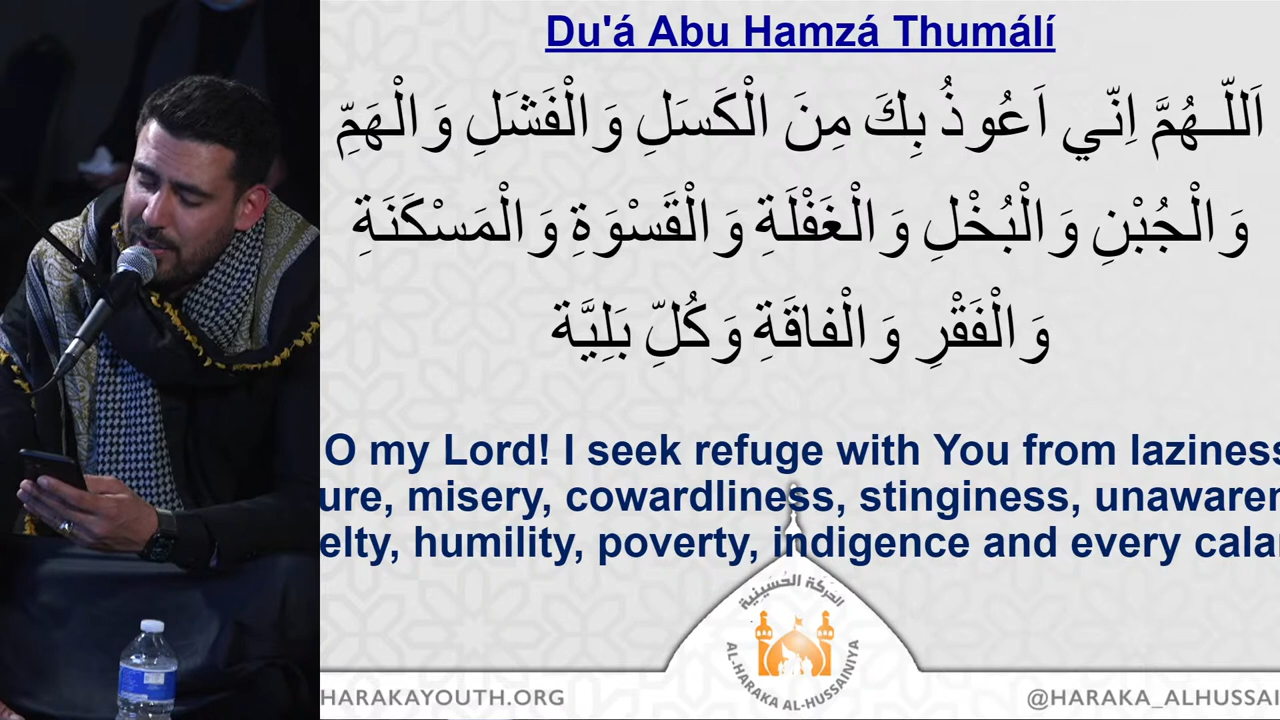 Du'á Abu Hamzá Thumálí
اَللّـهُمَّ اِنّي اَعُوذُ بِكَ مِنَ الْكَسَلِ وَالْفَشَلِ وَالْهَمِّ
وَالْجُبْنِ وَالْبُخْلِ وَالْغَفْلَةِ وَالْقَسْوَةِ وَالْمَسْكَنَةِ
وَالْفَقْرِ وَالْفاقَةِ وَكُلِّ بَلِيَّة
O my Lord! I seek refuge with You from laziness
ure, misery, cowardliness, stinginess, unawaren
elty, humility, poverty, indigence and every cala
الحركة الحسينية
AL-HARAKA AL-HUSSAINIYA
HARAKAYOUTH.ORG
@HARAKA_ALHUSSAI